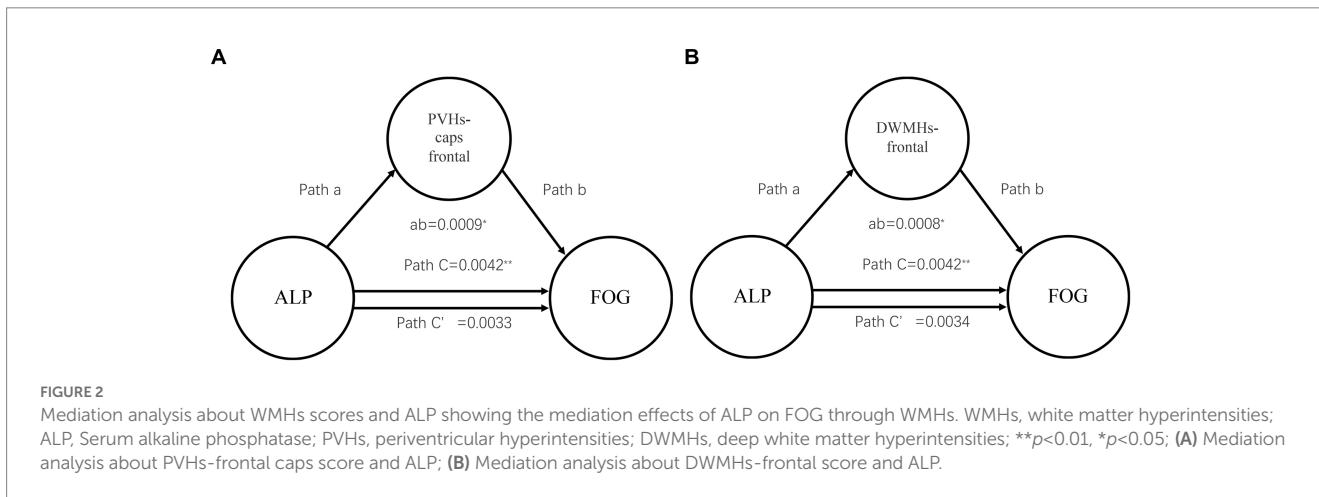 A
PVHs-
caps
frontal
Path a
Path b
ab=0.0009*
Path C=0.0042**
ALP
FOG
Path C' =0.0033
B
DWMHs-
frontal
Path a
Path b
ab=0.0008*
Path C=0.0042**
ALP
FOG
Path C' =0.0034
FIGURE 2
Mediation analysis about WMHs scores and ALP showing the mediation effects of ALP on FOG through WMHs. WMHs, white matter hyperintensities;
ALP, Serum alkaline phosphatase; PVHs, periventricular hyperintensities; DWMHs, deep white matter hyperintensities; **p<0.01, *p<0.05; (A) Mediation
analysis about PVHs-frontal caps score and ALP; (B) Mediation analysis about DWMHs-frontal score and ALP.